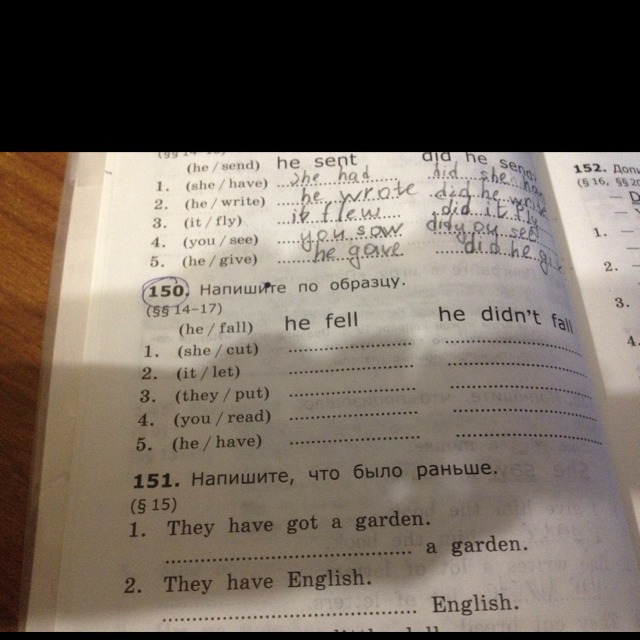 (he / send) he sent did he send
1. (she / have) she had did she
2. (he / write) he wrote did he write
3. (it / fly) it flew did it fly
4. (you / see) you saw did you see
5. (he / give) he gave did he
150. Напишите по образцу.
(§§ 14–17)
(he / fall) he fell he didn't fall
1. (she / cut)
2. (it / let)
3. (they / put)
4. (you / read)
5. (he / have)
151. Напишите, что было раньше.
(§ 15)
1. They have got a garden.
a garden.
2. They have English.
English.
152.
(§ 16, §§
1.
2.
3.
4.